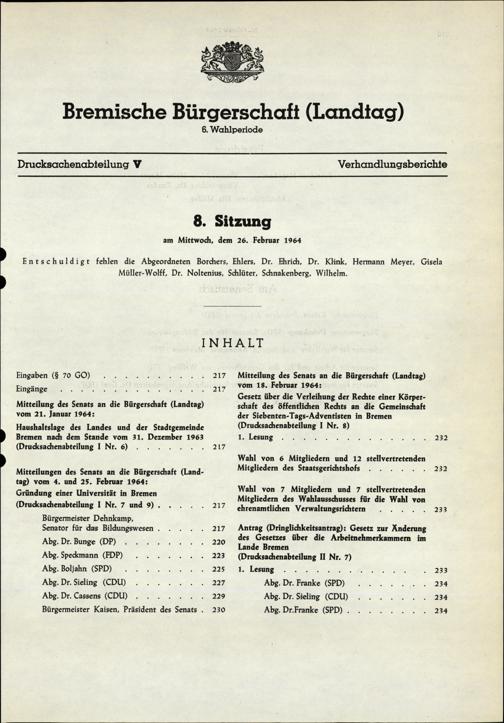 Bremische Bürgerschaft (Landtag)
6. Wahlperiode
Drucksachenabteilung V
Verhandlungsberichte
8. Sitzung
am Mittwoch, dem 26. Februar 1964
Entschuldigt fehlen die Abgeordneten Borchers, Ehlers, Dr. Ehrich, Dr. Klink, Hermann Meyer, Gisela
Müller-Wolff, Dr. Noltenius, Schlüter, Schnakenberg, Wilhelm.
INHALT
Eingaben (§ 70 GO) . . . . . . . . . . 217
Eingänge . . . . . . . . . . . . . . 217
Mitteilung des Senats an die Bürgerschaft (Landtag)
vom 21. Januar 1964:
Haushaltslage des Landes und der Stadtgemeinde
Bremen nach dem Stande vom 31. Dezember 1963
(Drucksachenabteilung I Nr. 6) . . . . . . . 217
Mitteilungen des Senats an die Bürgerschaft (Land-
tag) vom 4. und 25. Februar 1964:
Gründung einer Universität in Bremen
(Drucksachenabteilung I Nr. 7 und 9) . . . . . 217
Bürgermeister Dehnkamp,
Senator für das Bildungswesen . . . . . 217
Abg. Dr. Bunge (DP) . . . . . . . . 220
Abg. Speckmann (FDP) . . . . . . . 223
Abg. Boljahn (SPD) . . . . . . . . 225
Abg. Dr. Sieling (CDU) . . . . . . . 227
Abg. Dr. Cassens (CDU) . . . . . . . 229
Bürgermeister Kaisen, Präsident des Senats . 230
Mitteilung des Senats an die Bürgerschaft (Landtag)
vom 18. Februar 1964:
Gesetz über die Verleihung der Rechte einer Körper-
schaft des öffentlichen Rechts an die Gemeinschaft
der Siebenten-Tags-Adventisten in Bremen
(Drucksachenabteilung I Nr. 8)
1. Lesung . . . . . . . . . . . . . 232
Wahl von 6 Mitgliedern und 12 stellvertretenden
Mitgliedern des Staatsgerichtshofs . . . . . . 232
Wahl von 7 Mitgliedern und 7 stellvertretenden
Mitgliedern des Wahlausschusses für die Wahl von
ehrenamtlichen Verwaltungsrichtern . . . . . 233
Antrag (Dringlichkeitsantrag): Gesetz zur Änderung
des Gesetzes über die Arbeitnehmerkammern im
Lande Bremen
(Drucksachenabteilung II Nr. 7)
1. Lesung . . . . . . . . . . . . . 233
Abg. Dr. Franke (SPD) . . . . . . . 234
Abg. Dr. Sieling (CDU) . . . . . . . 234
Abg. Dr.Franke (SPD) . . . . . . . . 234